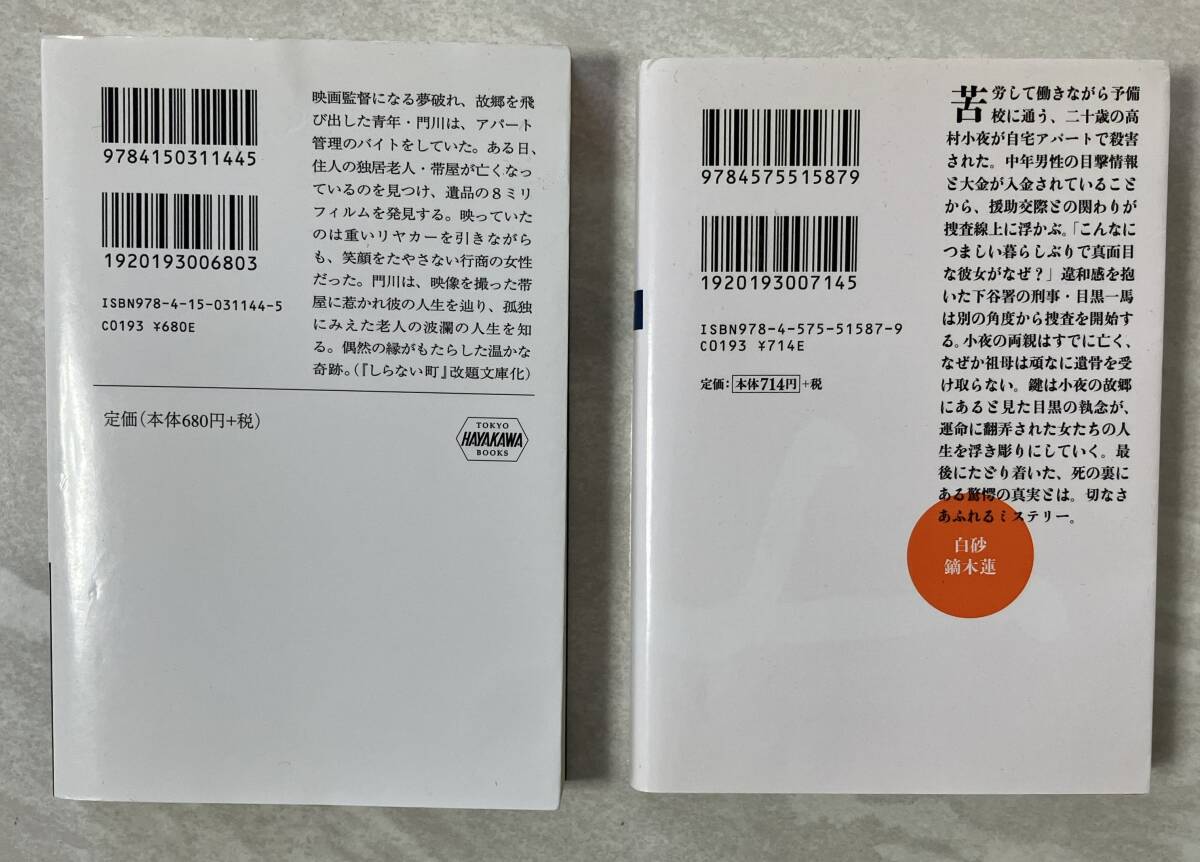 9784150311445
1920193006803
ISBN978-4-15-031144-5
C0193 ¥680E
定価(本体680円+税)
映画監督になる夢破れ、故郷を飛
び出した青年・門川は、アパート
管理のバイトをしていた。ある日、
住人の独居老人・帯屋が亡くなっ
ているのを見つけ、遺品の8ミリ
フィルムを発見する。映っていた
のは重いリヤカーを引きながら
も、笑顔をたやさない行商の女性
だった。門川は、映像を撮った帯
屋に惹かれ彼の人生を辿り、孤独
にみえた老人の波瀾の人生を知
る。偶然の縁がもたらした温かな
奇跡。(『しらない町』改題文庫化)
TOKYO
HAYAKAWA
BOOKS
9784575515879
1920193007145
ISBN978-4-575-51587-9
C0193 ¥714E
定価:本体714円+税
苦労して働きながら予備
校に通う、二十歳の高
村小夜が自宅アパートで殺害
された。中年男性の目撃情報
と大金が入金されていること
から、援助交際との関わりが
捜査線上に浮かぶ。「こんなに
つましい暮らしぶりで真面目
な彼女がなぜ?」違和感を抱
いた下谷署の刑事・目黒一馬
は別の角度から捜査を開始す
る。小夜の両親はすでに亡く、
なぜか祖母は頑なに遺骨を受
け取らない。鍵は小夜の故郷
にあると見た目黒の執念が、
運命に翻弄された女たちの人
生を浮き彫りにしていく。最
後にたどり着いた、死の裏に
ある驚愕の真実とは。切なさ
あふれるミステリー。
白砂
鏑木蓮